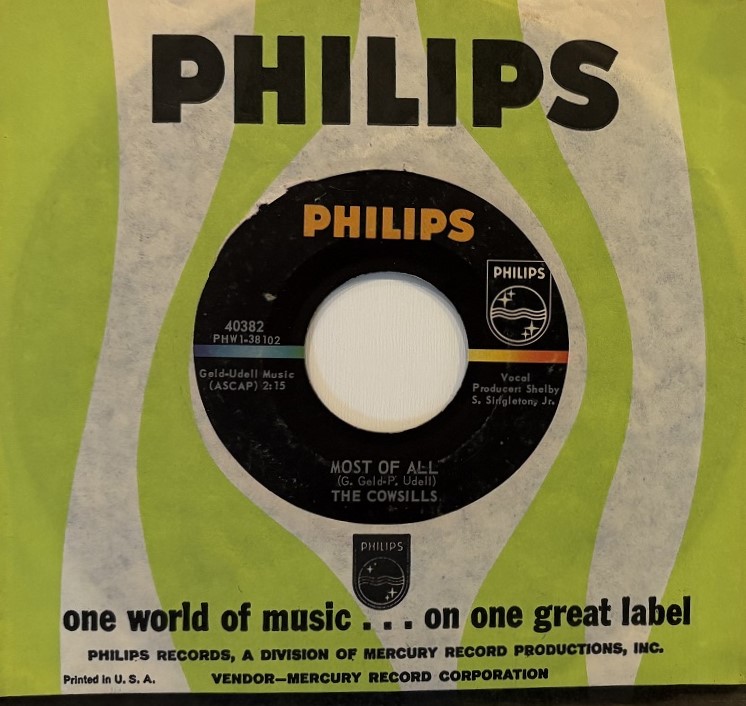 PHILIPS
PHILIPS
PHILIPS
40382
PHW1-38102
Geld-Udell Music
(ASCAP) 2:15
Vocal
Producer: Shelby
S. Singleton, Jr.
MOST OF ALL
(G. Geld-P. Udell)
THE COWSILLS
PHILIPS
one world of music . . . on one great label
PHILIPS RECORDS, A DIVISION OF MERCURY RECORD PRODUCTIONS, INC.
Printed in U. S. A. VENDOR—MERCURY RECORD CORPORATION